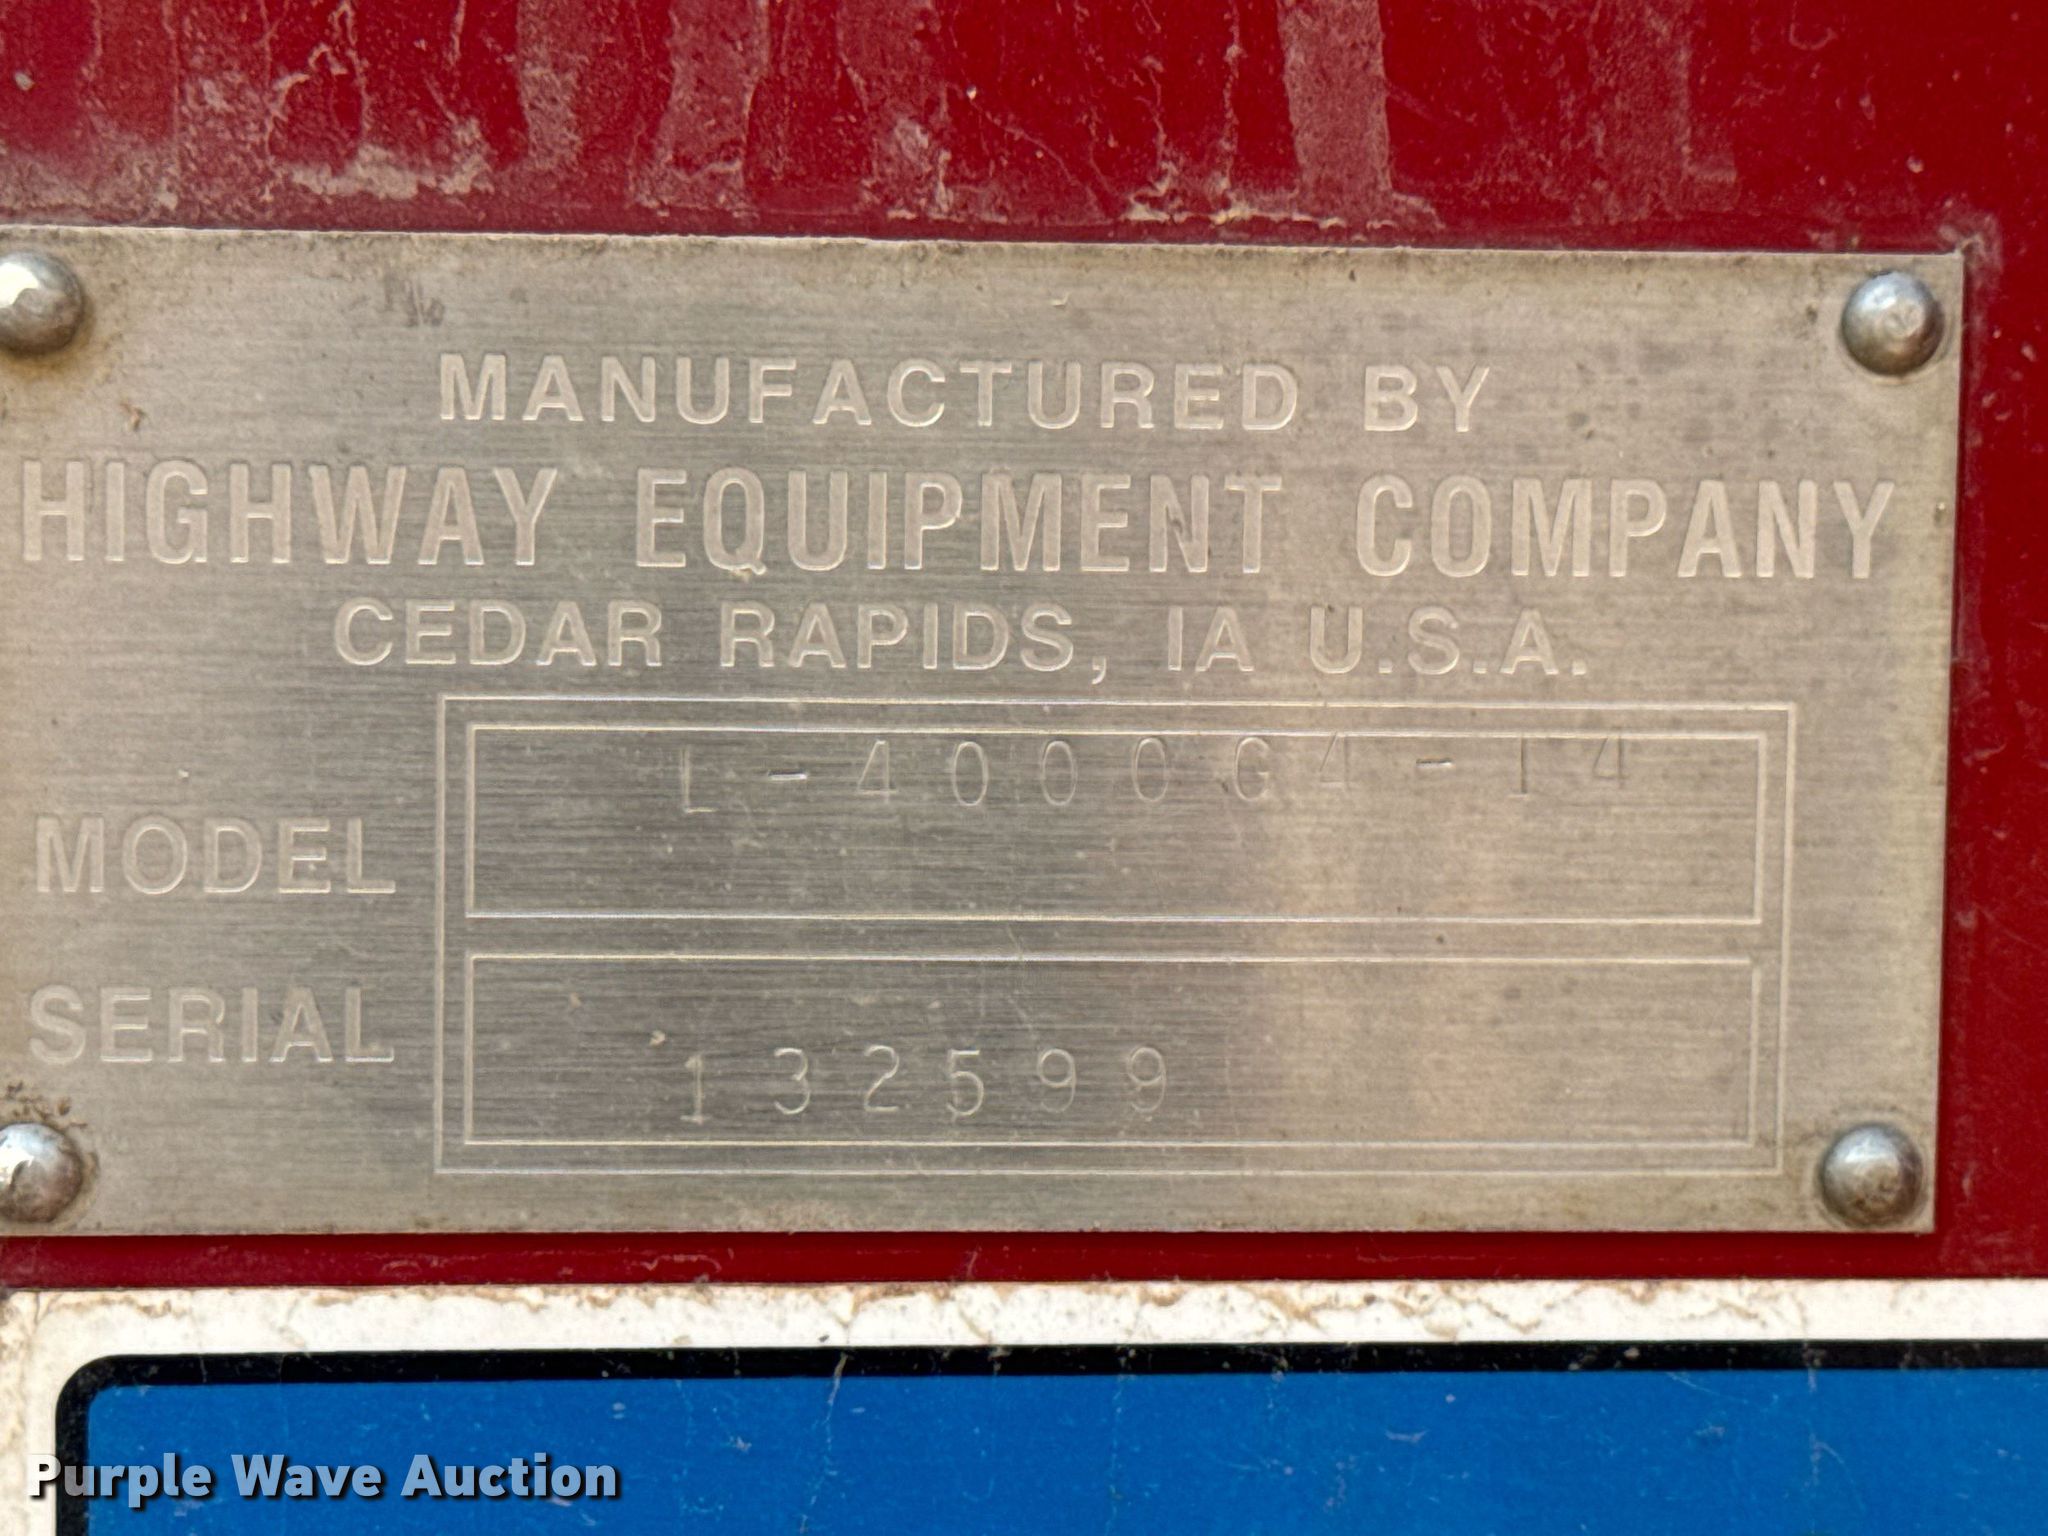 MANUFACTURED BY
HIGHWAY EQUIPMENT COMPANY
CEDAR RAPIDS, IA U.S.A.
MODEL L-4000G4-14
SERIAL 132599
Purple Wave Auction